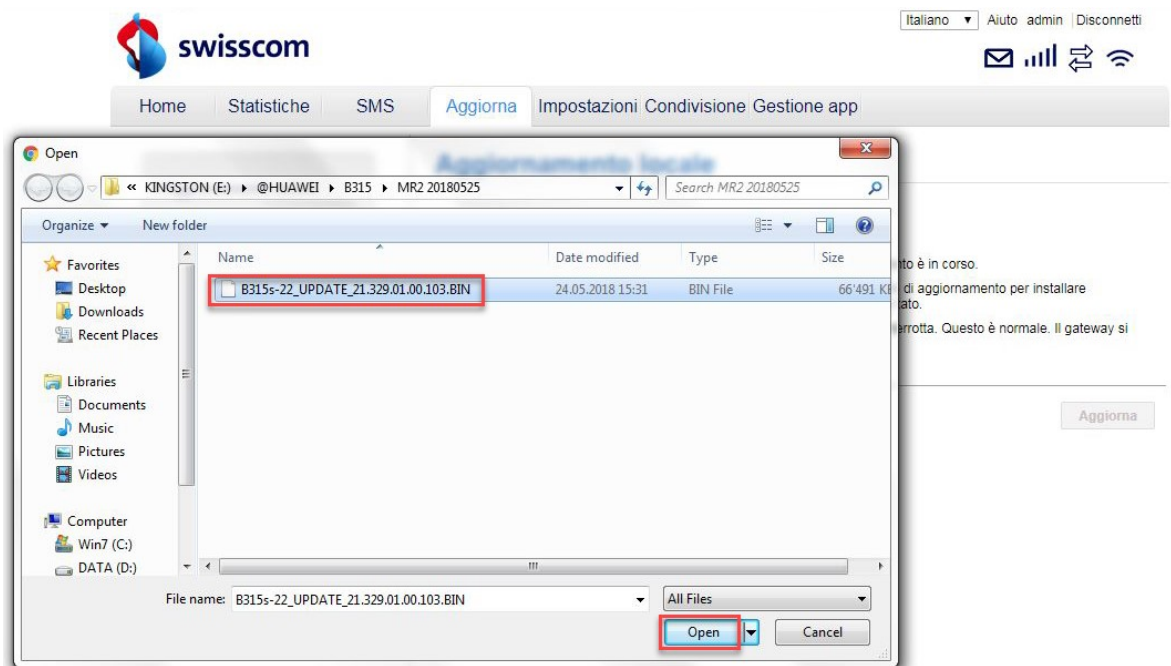 Italiano Aiuto admin Disconnetti
swisscom
Home Statistiche SMS Aggiorna Impostazioni Condivisione Gestione app
Open
Aggiornamento locale
« KINGSTON (E:) @HUAWEI B315 MR2 20180525 Search MR2 20180525
Organize New folder
Name Date modified Type Size
B315s-22_UPDATE_21.329.01.00.103.BIN 24.05.2018 15:31 BIN File 66'491 KB
Favorites
Desktop
Downloads
Recent Places
Libraries
Documents
Music
Pictures
Videos
Computer
Win7 (C:)
DATA (D:)
è in corso.
di aggiornamento per installare
Questo è normale. Il gateway si
Aggiorna
File name: B315s-22_UPDATE_21.329.01.00.103.BIN All Files
Open Cancel